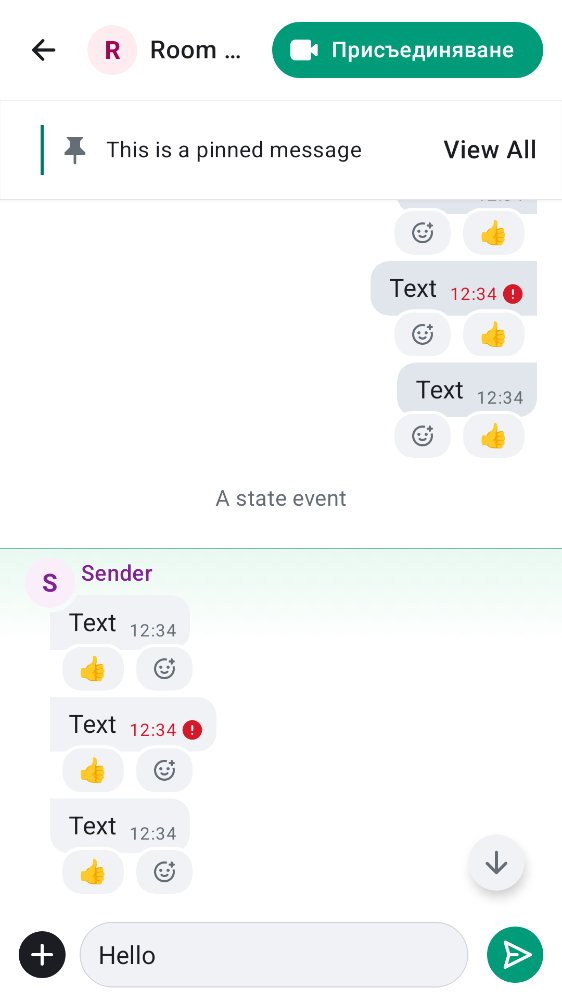 R Room … Присъединяване
This is a pinned message View All
Text 12:34
Text 12:34
A state event
S Sender
Text 12:34
Text 12:34
Text 12:34
Hello